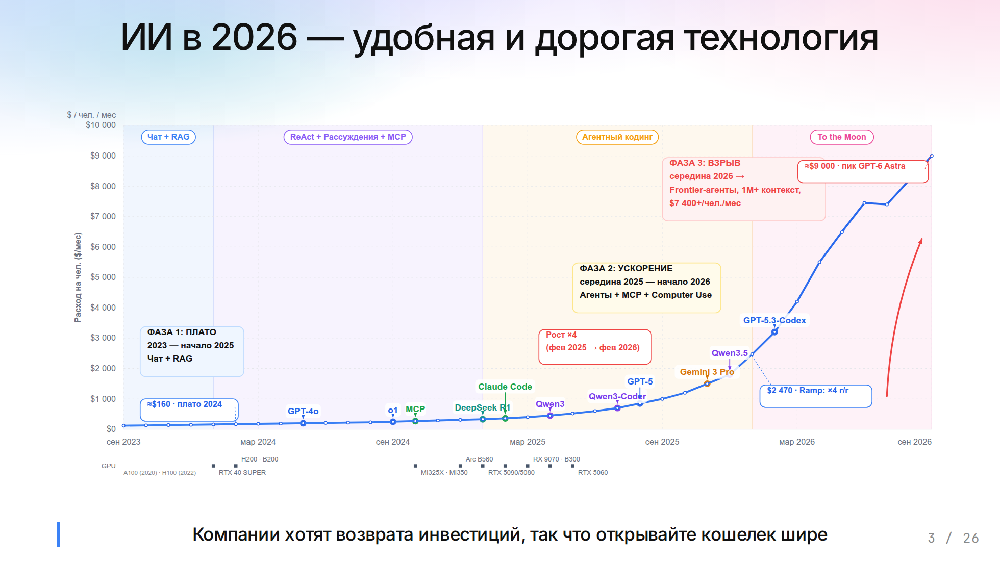 ИИ в 2026 — удобная и дорогая технология
$ / чел. / мес
$10 000
$9 000
$8 000
$7 000
$6 000
$5 000
$4 000
$3 000
$2 000
$1 000
$0
Расход на чел. ($/мес)
Чат + RAG
ReAct + Рассуждения + MCP
Агентный кодинг
To the Moon
ФАЗА 3: ВЗРЫВ
середина 2026 →
Frontier-агенты, 1M+ контекст,
$7 400+/чел./мес
≈$9 000 · пик GPT-6 Astra
ФАЗА 2: УСКОРЕНИЕ
середина 2025 — начало 2026
Агенты + MCP + Computer Use
ФАЗА 1: ПЛАТО
2023 — начало 2025
Чат + RAG
Рост ×4
(фев 2025 → фев 2026)
≈$160 · плато 2024
$2 470 · Ramp: ×4 г/г
GPT-4o
o1
MCP
DeepSeek R1
Claude Code
Qwen3
Qwen3-Coder
GPT-5
Gemini 3 Pro
Qwen3.5
GPT-5.3-Codex
сен 2023
мар 2024
сен 2024
мар 2025
сен 2025
мар 2026
сен 2026
GPU
A100 (2020) · H100 (2022)
RTX 40 SUPER
H200 · B200
MI325X · MI350
Arc B580
RTX 5090/5080
RX 9070 · B300
RTX 5060
Компании хотят возврата инвестиций, так что открывайте кошелек шире
3 / 26